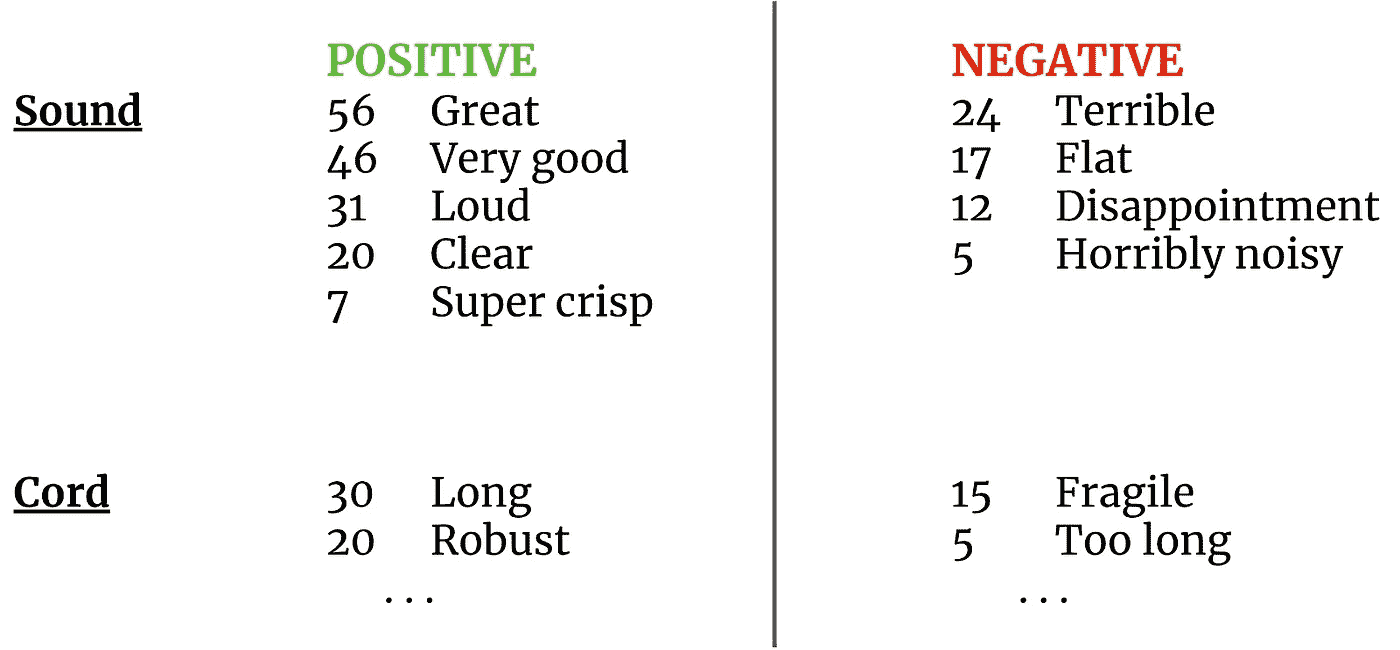 POSITIVE NEGATIVE
Sound 56 Great 24 Terrible
46 Very good 17 Flat
31 Loud 12 Disappointment
20 Clear 5 Horribly noisy
7 Super crisp
Cord 30 Long 15 Fragile
20 Robust 5 Too long
... ...